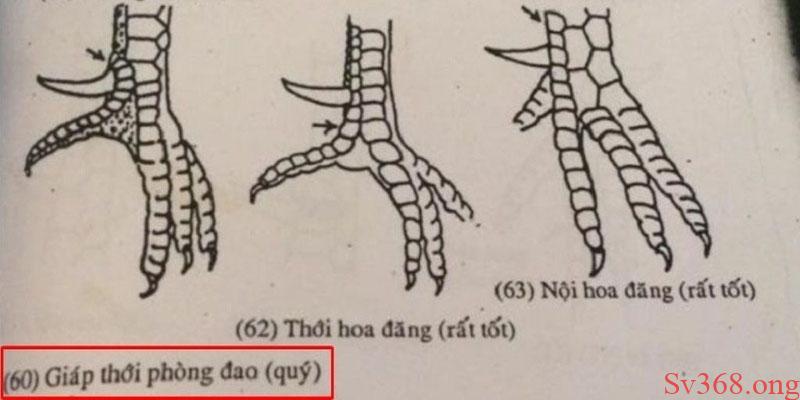 (63) Nội hoa đăng (rất tốt)
(62) Thới hoa đăng (rất tốt)
(60) Giáp thới phòng đao (quý)
Sv368.ong